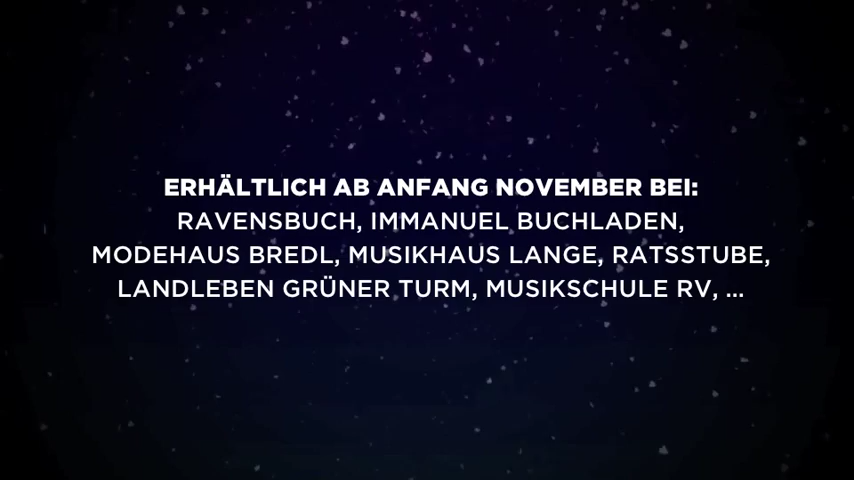 ERHÄLTLICH AB ANFANG NOVEMBER BEI:
RAVENSBUCH, IMMANUEL BUCHLADEN,
MODEHAUS BREDL, MUSIKHAUS LANGE, RATSSTUBE,
LANDLEBEN GRÜNER TURM, MUSIKSCHULE RV, ...